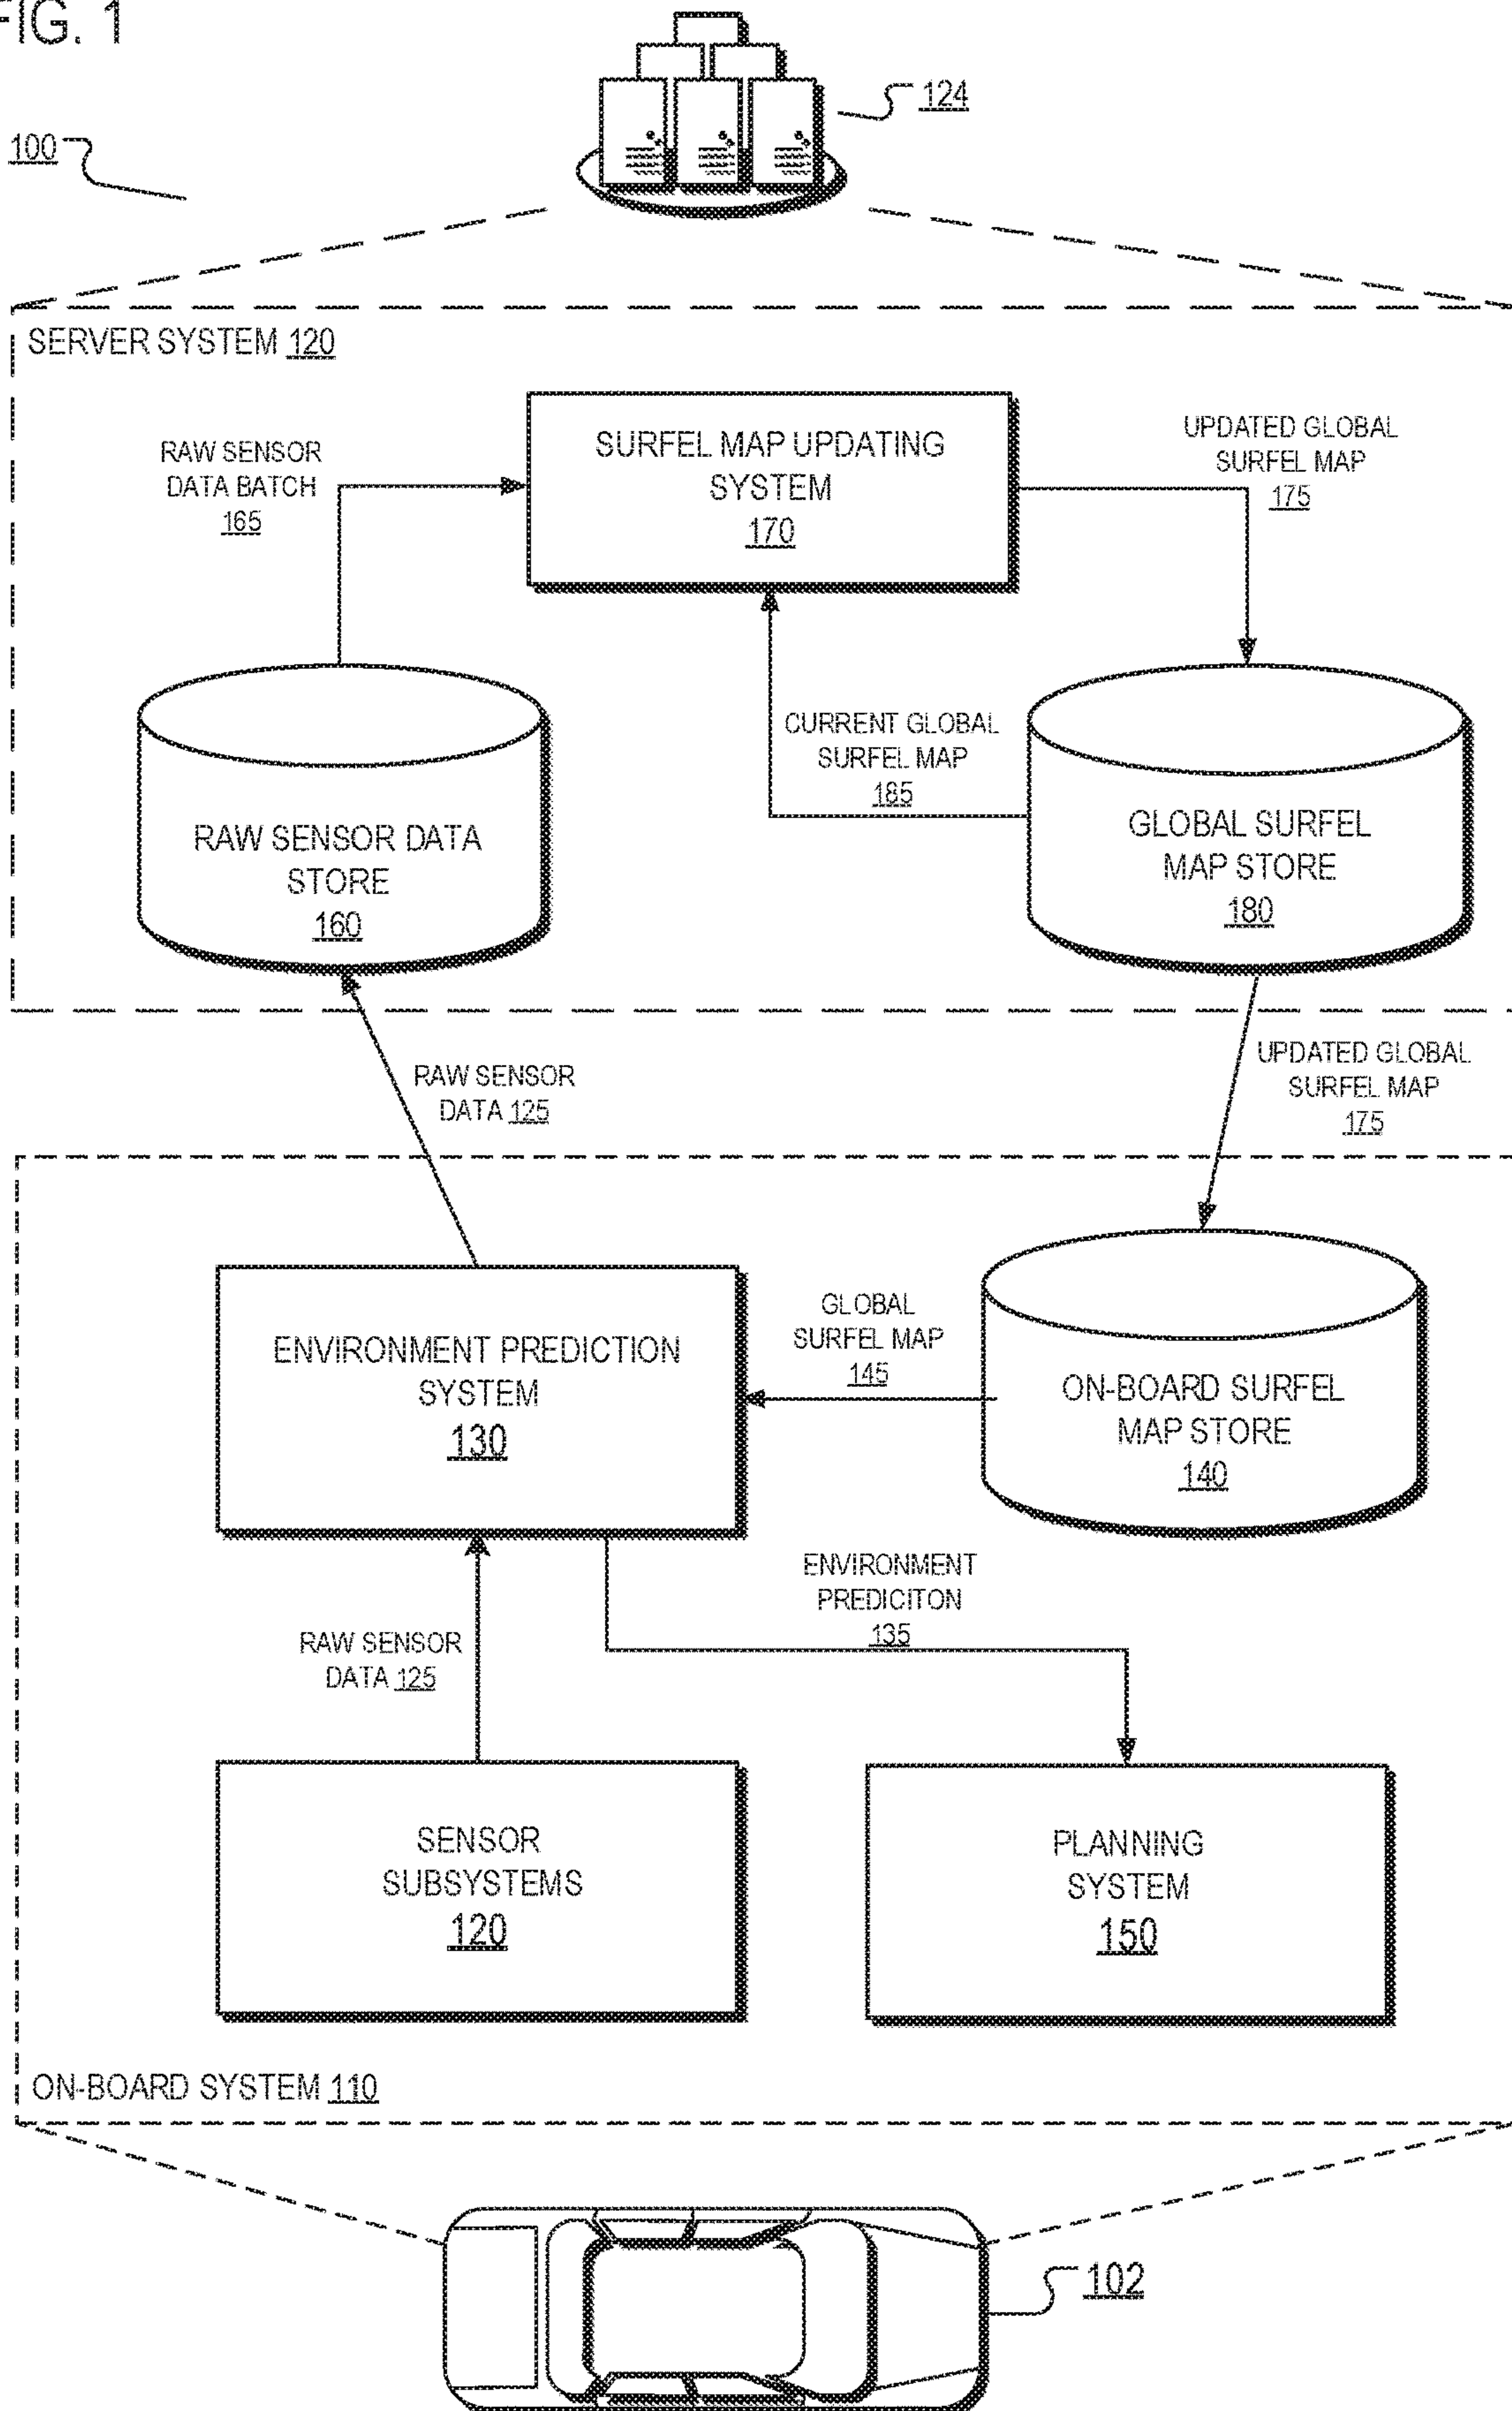 FIG. 1
124
100
SERVER SYSTEM 120
RAW SENSOR
DATA BATCH
165
SURFEL MAP UPDATING
SYSTEM
170
UPDATED GLOBAL
SURFEL MAP
175
CURRENT GLOBAL
SURFEL MAP
185
RAW SENSOR DATA
STORE
160
GLOBAL SURFEL
MAP STORE
180
RAW SENSOR
DATA 125
UPDATED GLOBAL
SURFEL MAP
175
ENVIRONMENT PREDICTION
SYSTEM
130
GLOBAL
SURFEL MAP
145
ON-BOARD SURFEL
MAP STORE
140
ENVIRONMENT
PREDICITON
135
RAW SENSOR
DATA 125
SENSOR
SUBSYSTEMS
120
PLANNING
SYSTEM
150
ON-BOARD SYSTEM 110
102